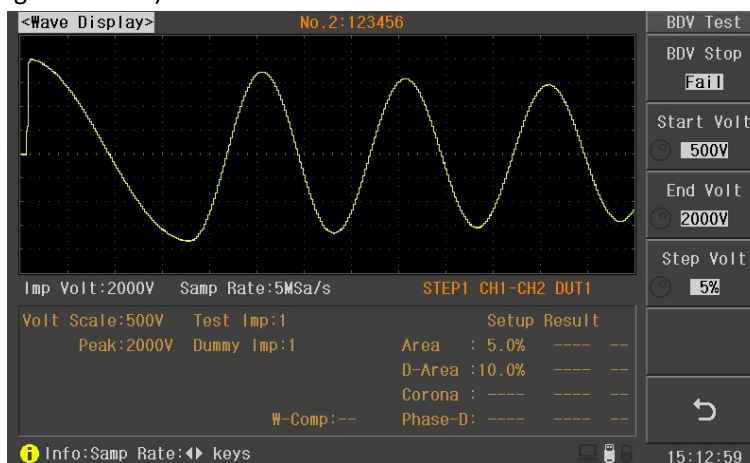 <Wave Display>
No.2:123456
BDV Test
BDV Stop
Fail
Start Volt
500V
End Volt
2000V
Step Volt
5%
Imp Volt:2000V Samp Rate:5MSa/s STEP1 CH1-CH2 DUT1
Volt Scale:500V Test Imp:1 Setup Result
Peak:2000V Dummy Imp:1 Area : 5.0% ---- --
D-Area :10.0% ---- --
Corona : ---- ---- --
W-Comp:-- Phase-D: ---- ---- --
Info:Samp Rate:◀▶ keys
15:12:59